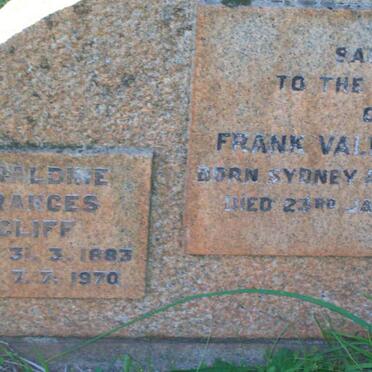 RALDINE
RANCES
CLIFF
31. 3. 1883
7. 7. 1970
SA
TO THE
FRANK VAL
BORN SYDNEY
DIED 23RD JA